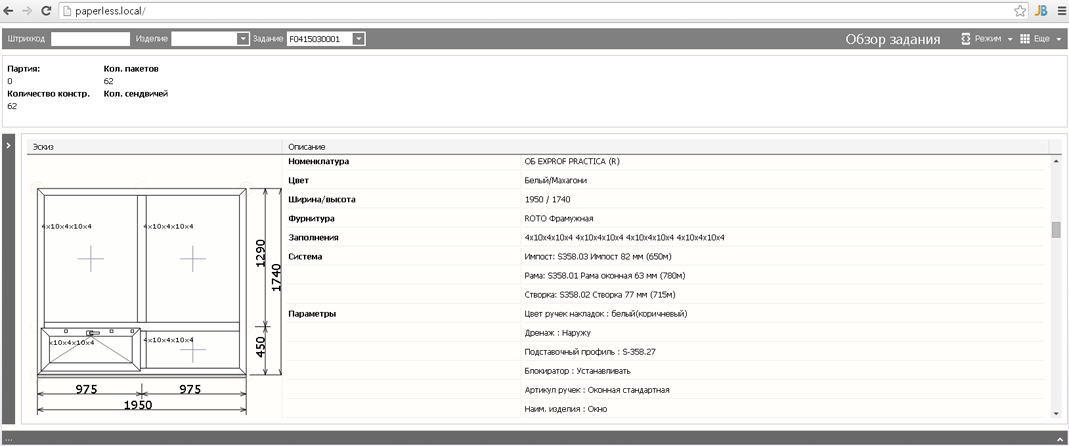 paperless.local/
Штрихкод Изделие Задание F0415030001 Обзор задания Режим Еще
Партия: Кол. пакетов
0 62
Количество констр. Кол. сендвичей
62
Эскиз Описание
Номенклатура ОБ EXPROF PRACTICA (R)
Цвет Белый/Махагони
Ширина/высота 1950 / 1740
Фурнитура ROTO Фрамужная
Заполнения 4x10x4x10x4 4x10x4x10x4 4x10x4x10x4 4x10x4x10x4
Система Импост: S358.03 Импост 82 мм (650м)
Рама: S358.01 Рама оконная 63 мм (780м)
Створка: S358.02 Створка 77 мм (715м)
Параметры Цвет ручек накладок : белый(коричневый)
Дренаж : Наружу
Подставочный профиль : S-358.27
Блокиратор : Устанавливать
Артикул ручек : Оконная стандартная
Наим. изделия : Окно
4x10x4x10x4 4x10x4x10x4
1290
1740
x10x4x10x4 4x10x4x10x4
450
975 975
1950
...